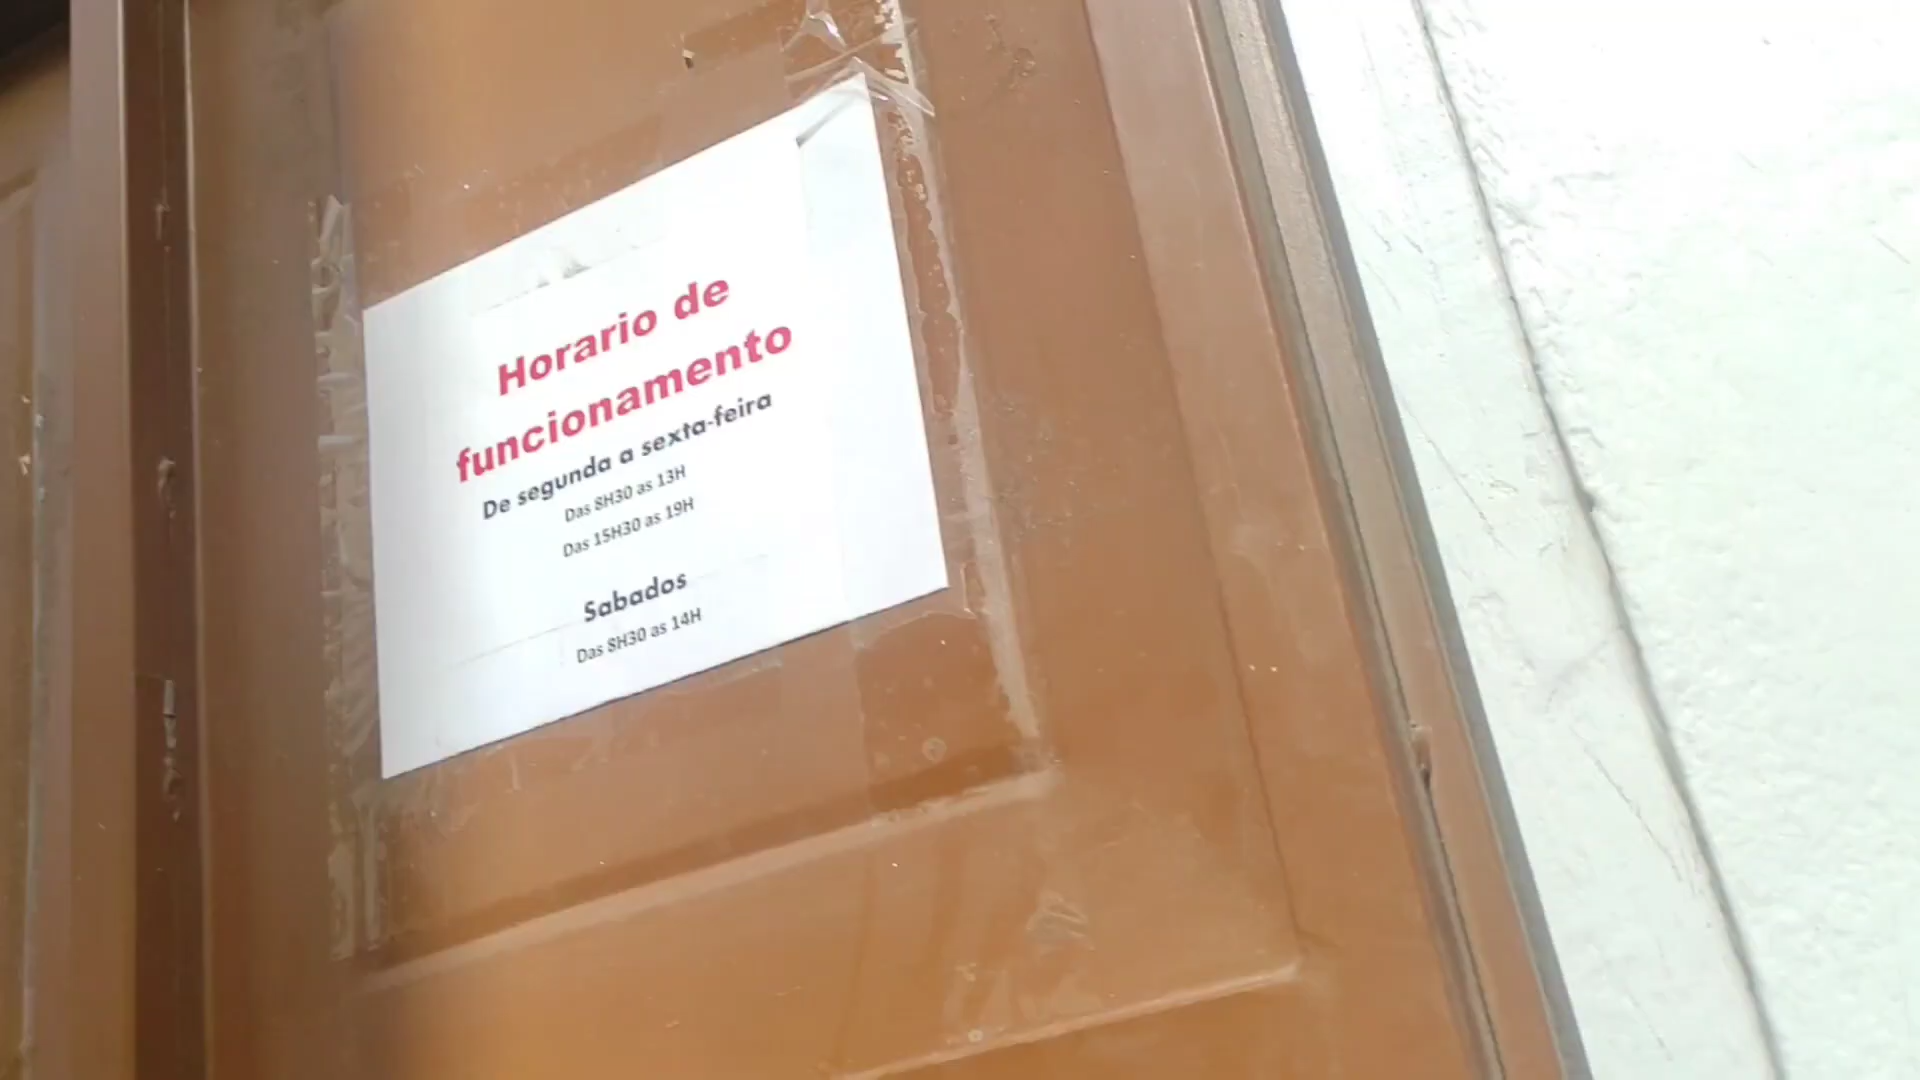 Horario de
funcionamento
De segunda a sexta-feira
Das 8H30 as 13H
Das 15H30 as 19H
Sabados
Das 8H30 as 14H